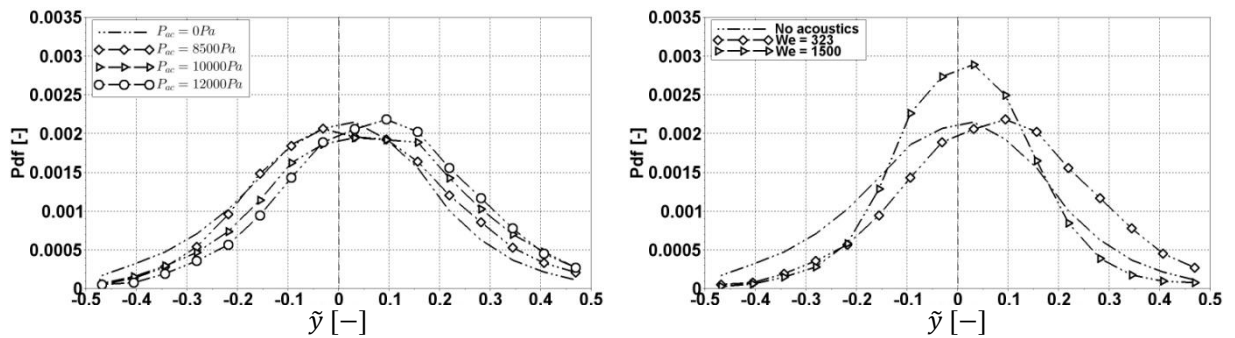 0.0035
0.003
0.0025
0.002
0.0015
0.001
0.0005
0
Pdf [-]
P_ac = 0Pa
P_ac = 8500Pa
P_ac = 10000Pa
P_ac = 12000Pa
-0.5 -0.4 -0.3 -0.2 -0.1 0 0.1 0.2 0.3 0.4 0.5
ỹ [−]
0.0035
0.003
0.0025
0.002
0.0015
0.001
0.0005
0
Pdf [-]
No acoustics
We = 323
We = 1500
-0.5 -0.4 -0.3 -0.2 -0.1 0 0.1 0.2 0.3 0.4 0.5
ỹ [−]